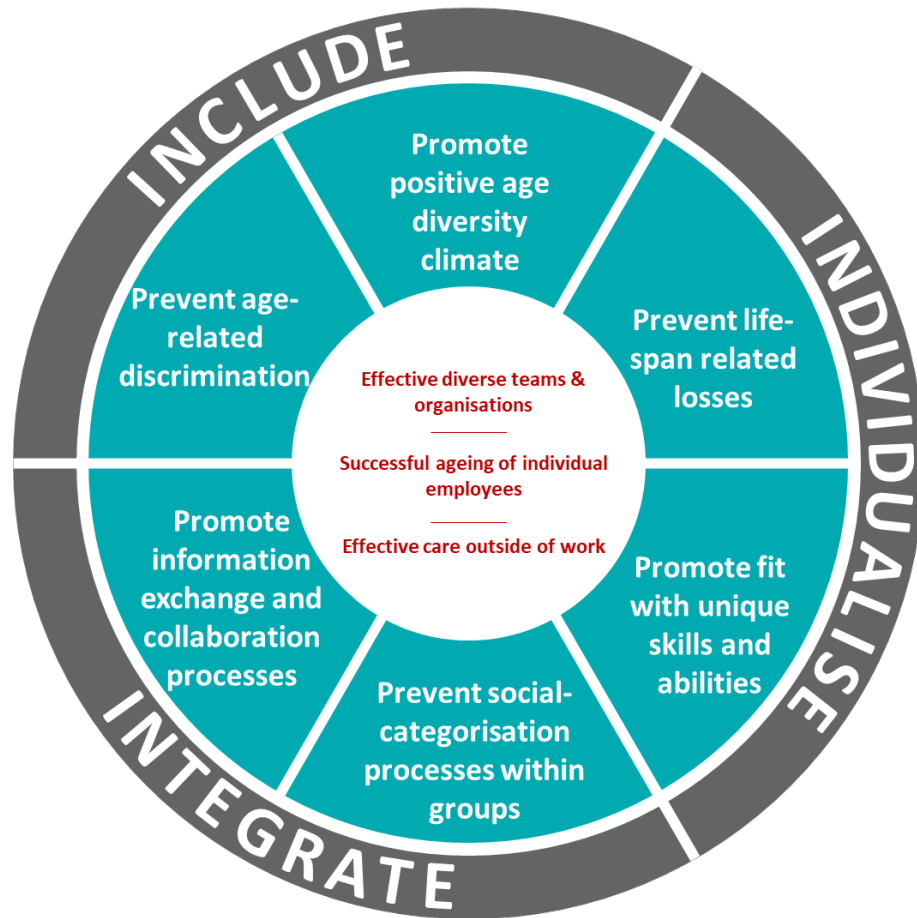 INCLUDE
Promote
positive age
diversity
climate
Prevent age-
related
discrimination
INDIVIDUALISE
Prevent life-
span related
losses
Promote fit
with unique
skills and
abilities
INTEGRATE
Prevent social-
categorisation
processes within
groups
Promote
information
exchange and
collaboration
processes
Effective diverse teams &
organisations
Successful ageing of individual
employees
Effective care outside of work